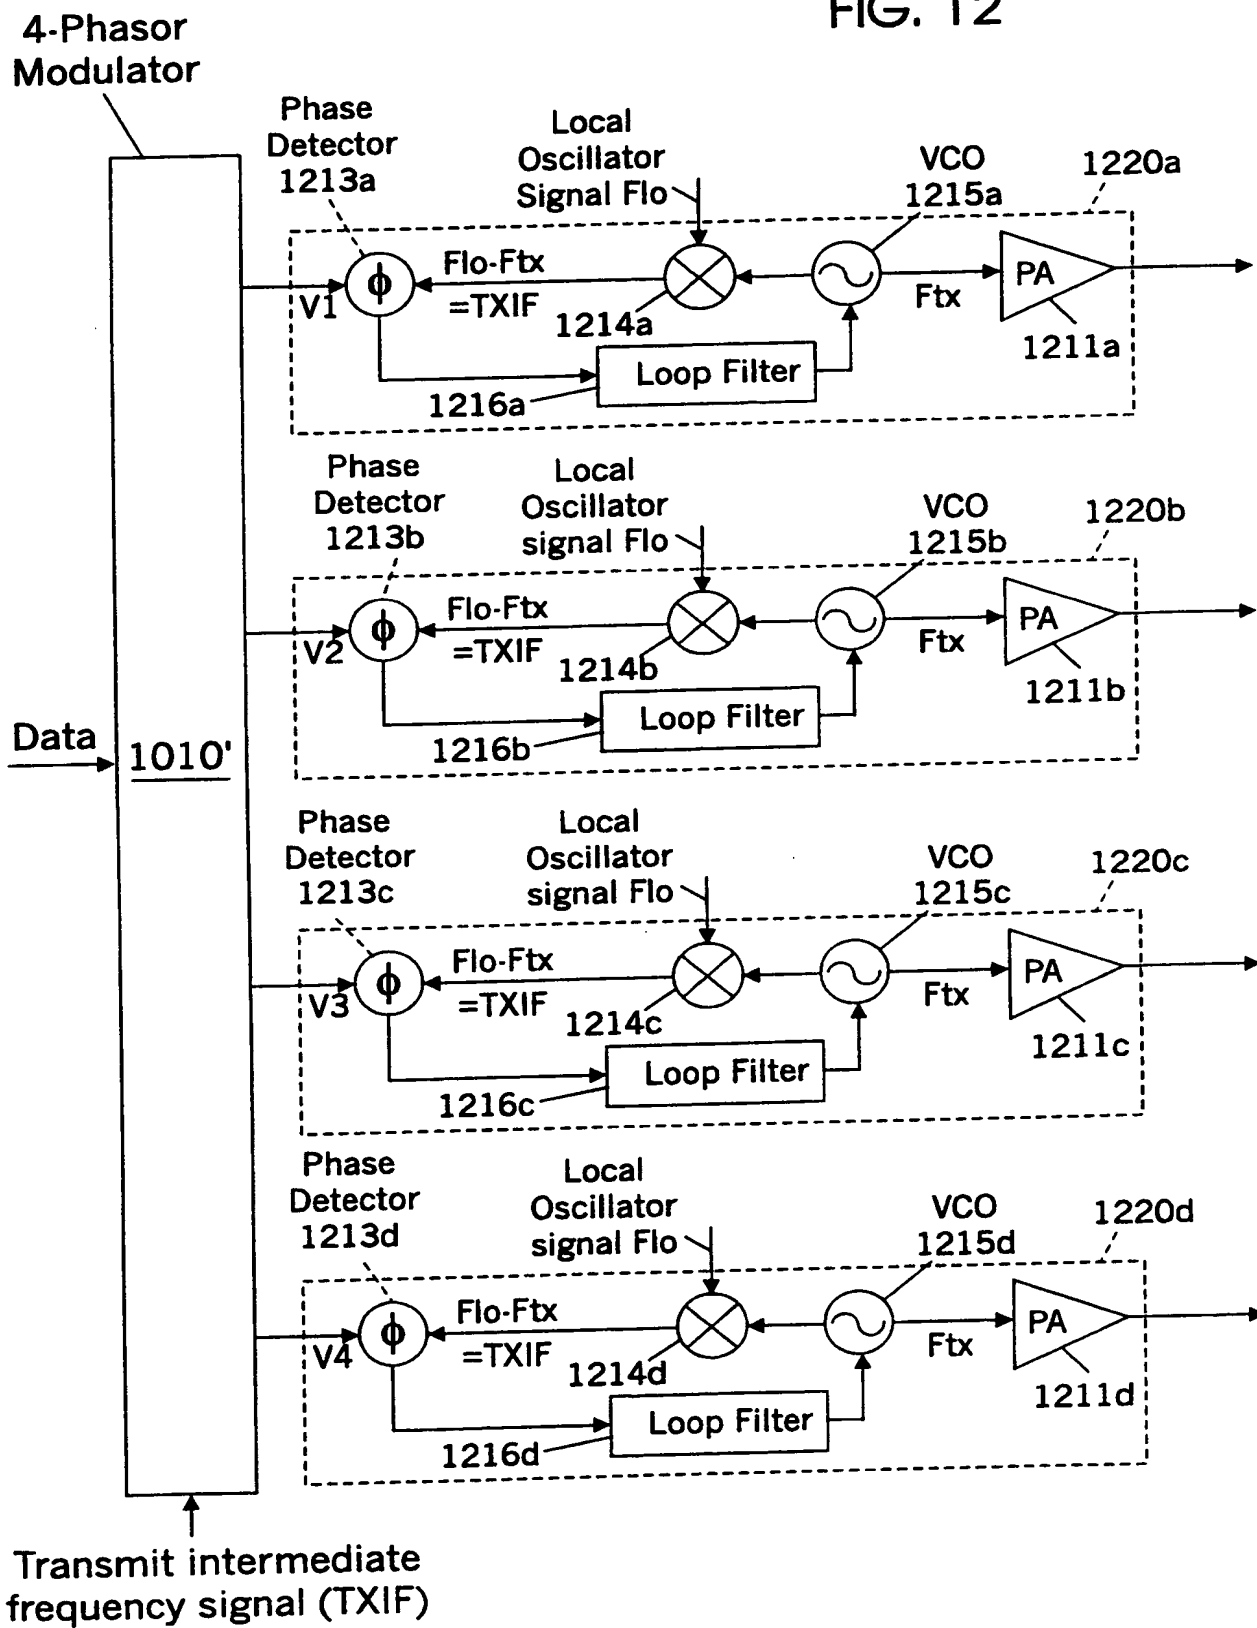 FIG. 12
4-Phasor
Modulator
Phase
Detector
1213a
Local
Oscillator
Signal Flo
VCO
1215a
1220a
V1
ϕ
Flo-Ftx
=TXIF
1214a
Ftx
PA
1211a
Loop Filter
1216a
Phase
Detector
1213b
Local
Oscillator
signal Flo
VCO
1215b
1220b
V2
ϕ
Flo-Ftx
=TXIF
1214b
Ftx
PA
1211b
Loop Filter
1216b
Data
1010'
Phase
Detector
1213c
Local
Oscillator
signal Flo
VCO
1215c
1220c
V3
ϕ
Flo-Ftx
=TXIF
1214c
Ftx
PA
1211c
Loop Filter
1216c
Phase
Detector
1213d
Local
Oscillator
signal Flo
VCO
1215d
1220d
V4
ϕ
Flo-Ftx
=TXIF
1214d
Ftx
PA
1211d
Loop Filter
1216d
Transmit intermediate
frequency signal (TXIF)